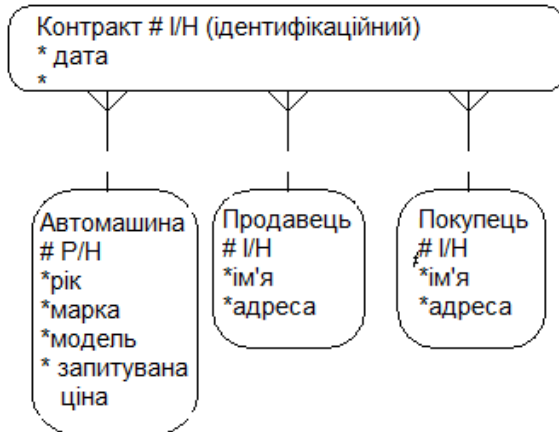 Контракт # І/Н (ідентифікаційний)
* дата
*
Автомашина
# Р/Н
*рік
*марка
*модель
* запитувана
ціна
Продавець
# І/Н
*ім'я
*адреса
Покупець
# І/Н
*ім'я
*адреса